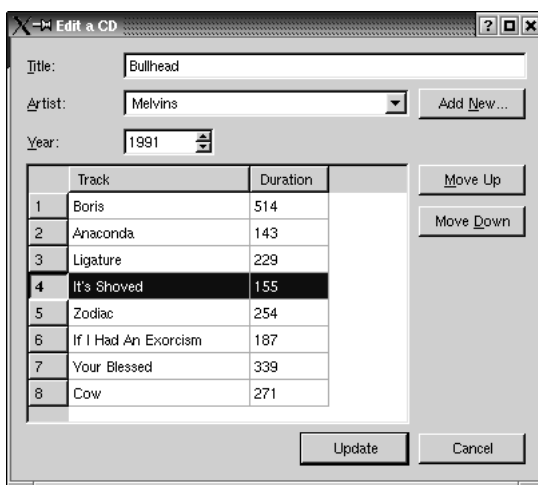 Edit a CD
Title: Bullhead
Artist: Melvins Add New...
Year: 1991
Track Duration Move Up
1 Boris 514
Move Down
2 Anaconda 143
3 Ligature 229
4 It's Shoved 155
5 Zodiac 254
6 If I Had An Exorcism 187
7 Your Blessed 339
8 Cow 271
Update Cancel